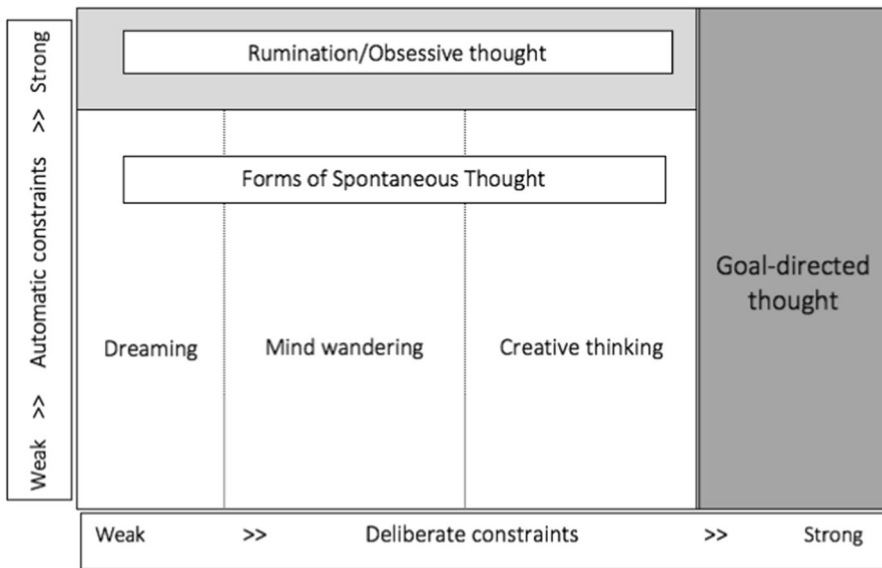 Rumination/Obsessive thought
Weak >> Automatic constraints >> Strong
Forms of Spontaneous Thought
Goal-directed
thought
Dreaming
Mind wandering
Creative thinking
Weak >> Deliberate constraints >> Strong